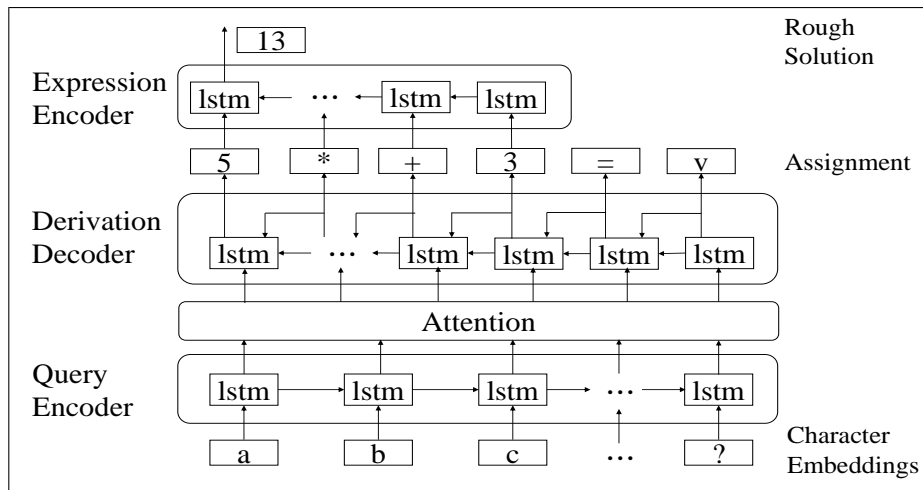 13
Rough
Solution
Expression
Encoder
lstm ... lstm lstm
5 * + 3 = v
Assignment
Derivation
Decoder
lstm ... lstm lstm lstm lstm
Attention
Query
Encoder
lstm lstm lstm ... lstm
a b c ... ?
Character
Embeddings